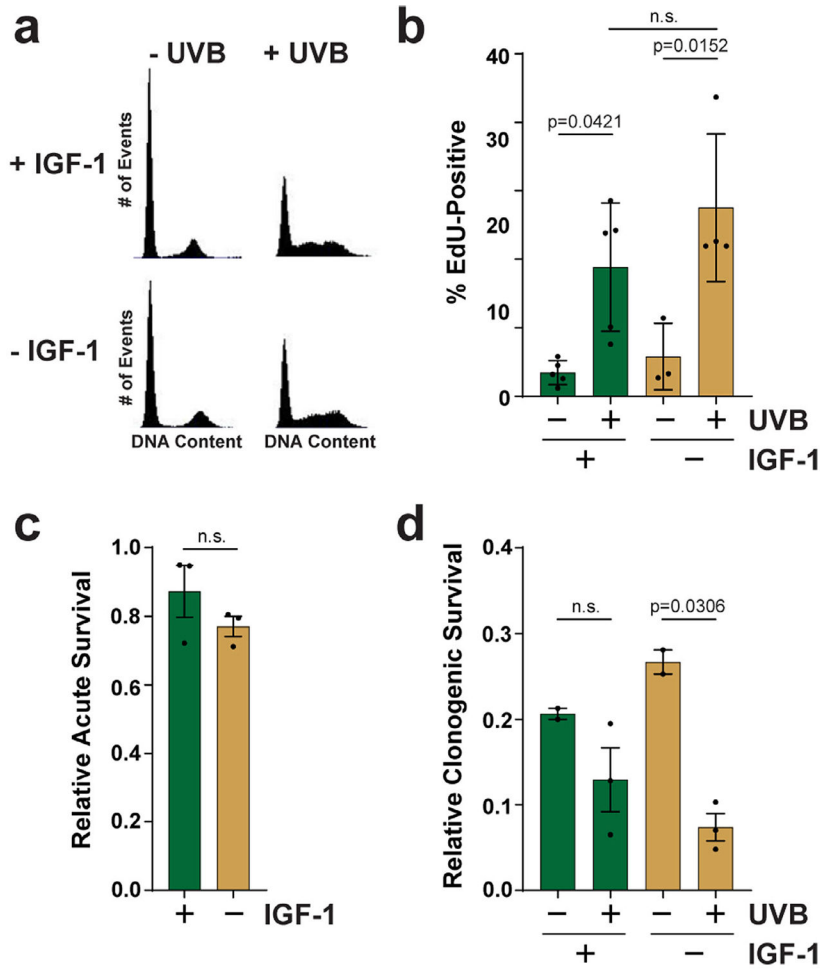 a
- UVB + UVB
+ IGF-1
# of Events
- IGF-1
# of Events
DNA Content DNA Content
b
n.s.
p=0.0152
p=0.0421
% EdU-Positive
40
30
20
10
0
− + − + UVB
+ − IGF-1
c
n.s.
Relative Acute Survival
1.0
0.8
0.6
0.4
0.2
0.0
+ − IGF-1
d
n.s. p=0.0306
Relative Clonogenic Survival
0.4
0.3
0.2
0.1
0.0
− + − + UVB
+ − IGF-1